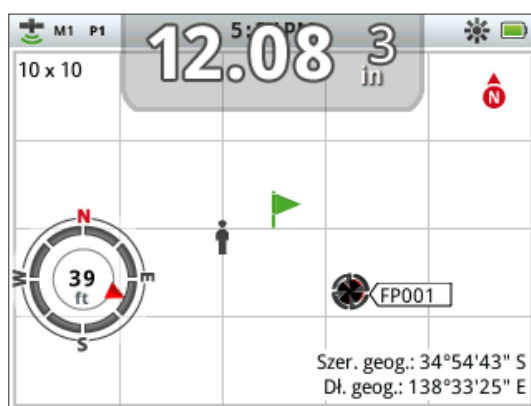 M1 P1
12.08 3
in
10 x 10
N
N
W
39
ft
E
S
FP001
Szer. geog.: 34°54'43" S
Dł. geog.: 138°33'25" E